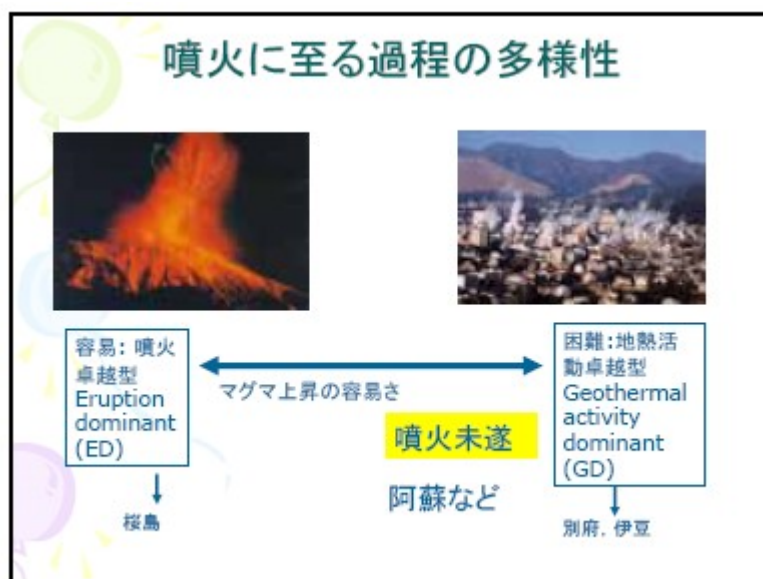 噴火に至る過程の多様性
容易: 噴火
卓越型
Eruption
dominant
(ED)
マグマ上昇の容易さ
困難:地熱活
動卓越型
Geothermal
activity
dominant
(GD)
噴火未遂
阿蘇など
桜島
別府, 伊豆